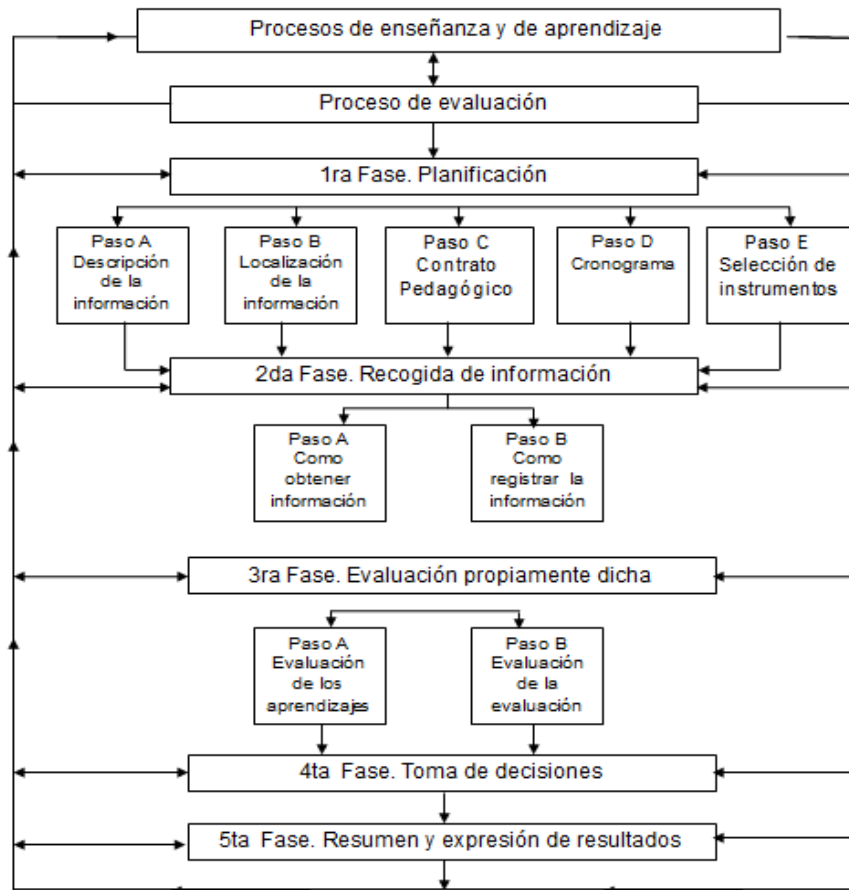 Procesos de enseñanza y de aprendizaje
Proceso de evaluación
1ra Fase. Planificación
Paso A
Descripción
de la
información
Paso B
Localización
de la
información
Paso C
Contrato
Pedagógico
Paso D
Cronograma
Paso E
Selección de
instrumentos
2da Fase. Recogida de información
Paso A
Como
obtener
información
Paso B
Como
registrar la
información
3ra Fase. Evaluación propiamente dicha
Paso A
Evaluación
de los
aprendizajes
Paso B
Evaluación
de la
evaluación
4ta Fase. Toma de decisiones
5ta Fase. Resumen y expresión de resultados